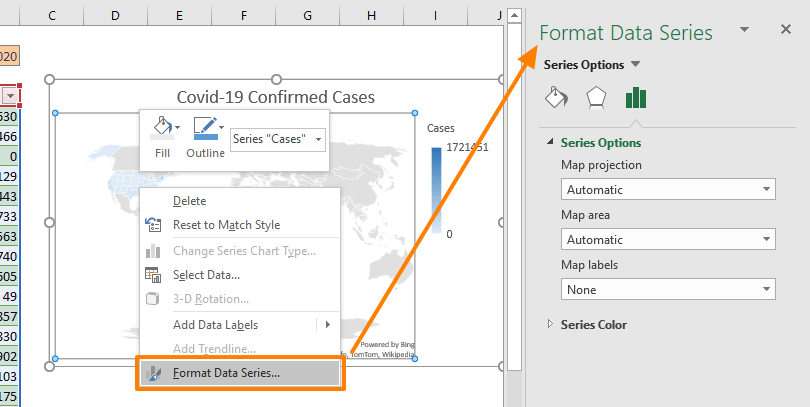 C D E F G H I J
020
530
466
0
129
443
733
563
740
605
49
357
330
902
103
175
Covid-19 Confirmed Cases
Fill Outline Series "Cases"
Cases
1721451
0
Delete
Reset to Match Style
Change Series Chart Type...
Select Data...
3-D Rotation...
Add Data Labels
Add Trendline...
Format Data Series...
Powered by Bing
TomTom, Wikipedia
Format Data Series
Series Options
Series Options
Map projection
Automatic
Map area
Automatic
Map labels
None
Series Color